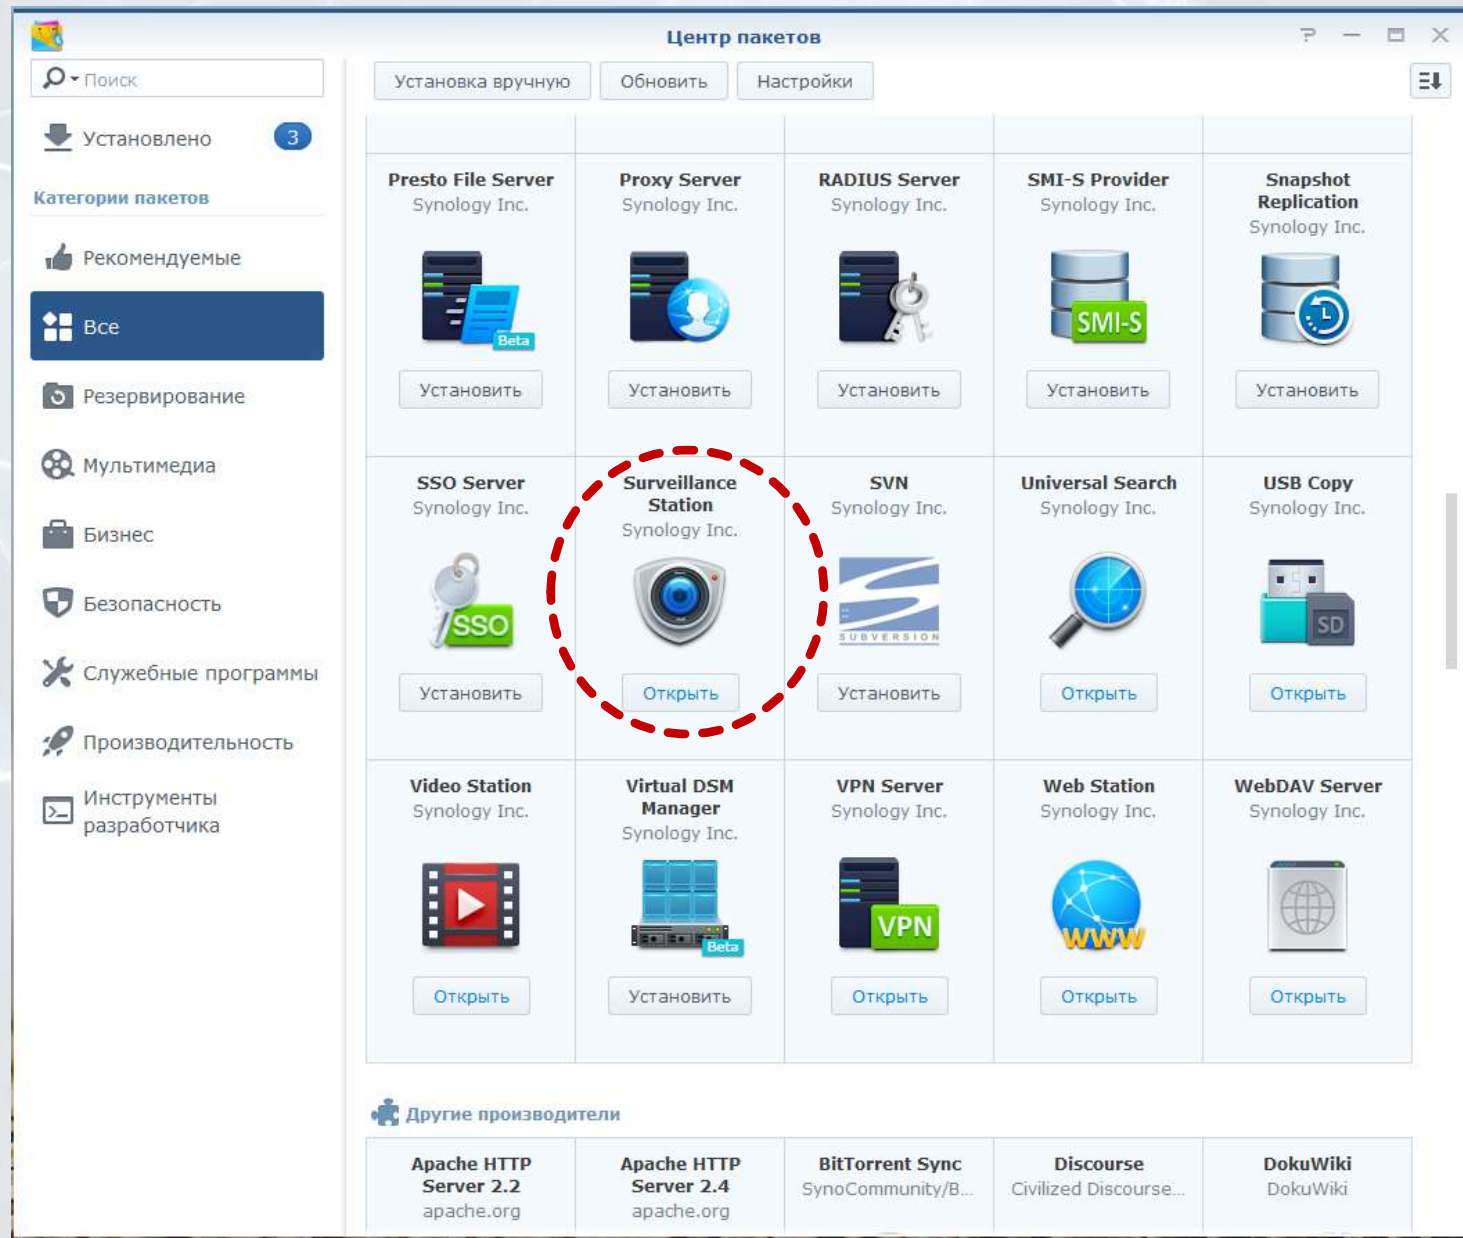 Центр пакетов
Поиск
Установка вручную
Обновить
Настройки
Установлено
3
Категории пакетов
Рекомендуемые
Все
Резервирование
Мультимедиа
Бизнес
Безопасность
Служебные программы
Производительность
Инструменты
разработчика
Presto File Server
Synology Inc.
Beta
Установить
Proxy Server
Synology Inc.
Установить
RADIUS Server
Synology Inc.
Установить
SMI-S Provider
Synology Inc.
SMI-S
Установить
Snapshot
Replication
Synology Inc.
Установить
SSO Server
Synology Inc.
SSO
Установить
Surveillance
Station
Synology Inc.
Открыть
SVN
Synology Inc.
SUBVERSION
Установить
Universal Search
Synology Inc.
Открыть
USB Copy
Synology Inc.
SD
Открыть
Video Station
Synology Inc.
Открыть
Virtual DSM
Manager
Synology Inc.
Beta
Установить
VPN Server
Synology Inc.
VPN
Открыть
Web Station
Synology Inc.
WWW
Открыть
WebDAV Server
Synology Inc.
Открыть
Другие производители
Apache HTTP
Server 2.2
apache.org
Apache HTTP
Server 2.4
apache.org
BitTorrent Sync
SynoCommunity/B...
Discourse
Civilized Discourse...
DokuWiki
DokuWiki